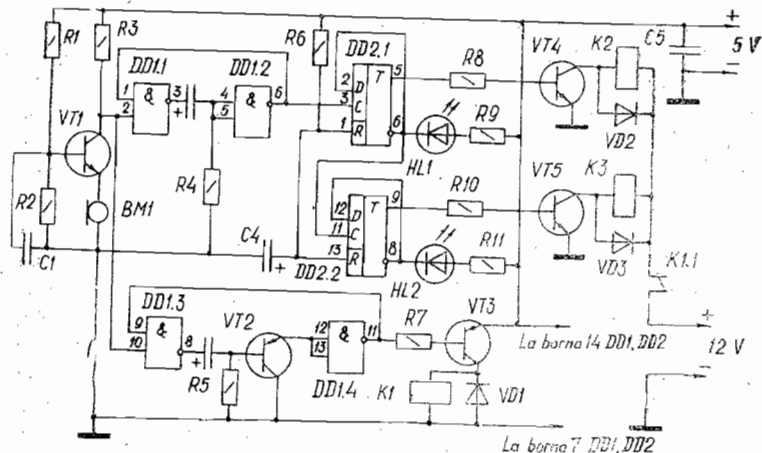 R1
R3
R6
DD2.1
R8
VT4
K2
C5
+
5 V
-
DD1.1
DD1.2
1
2
&
3
+
4
5
&
6
2
3
1
D
C
R
T
5
6
VT1
R9
VD2
HL1
R4
R2
BM1
R10
VT5
K3
12
11
13
D
C
R
T
9
8
C4
+
R11
VD3
K1.1
C1
DD2.2
HL2
DD1.3
9
10
&
8
+
VT2
12
13
&
11
R7
VT3
+
La borna 14 DD1, DD2
12 V
-
R5
DD1.4
K1
VD1
La borna 7 DD1, DD2